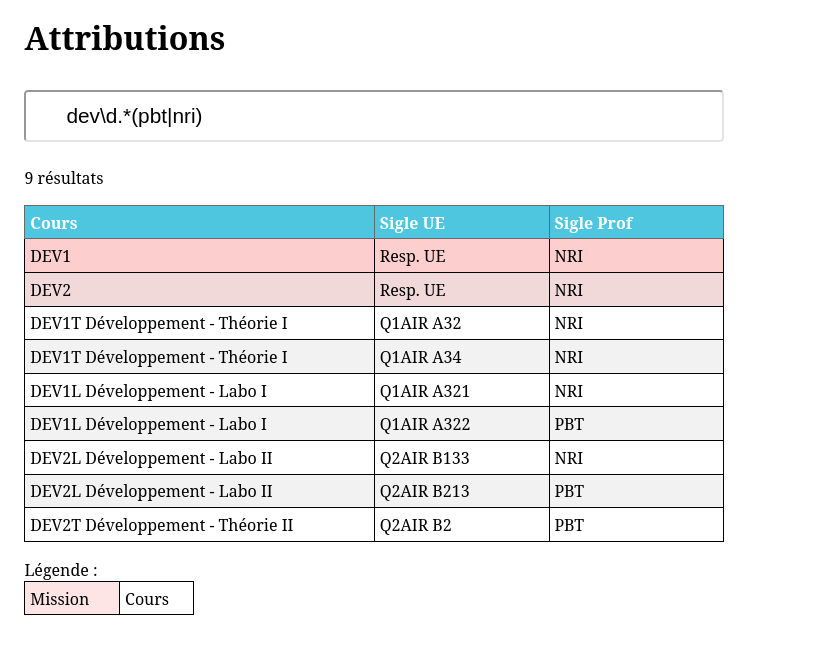 Attributions
dev\d.*(pbt|nri)
9 résultats
Cours Sigle UE Sigle Prof
DEV1 Resp. UE NRI
DEV2 Resp. UE NRI
DEV1T Développement - Théorie I Q1AIR A32 NRI
DEV1T Développement - Théorie I Q1AIR A34 NRI
DEV1L Développement - Labo I Q1AIR A321 NRI
DEV1L Développement - Labo I Q1AIR A322 PBT
DEV2L Développement - Labo II Q2AIR B133 NRI
DEV2L Développement - Labo II Q2AIR B213 PBT
DEV2T Développement - Théorie II Q2AIR B2 PBT
Légende :
Mission Cours